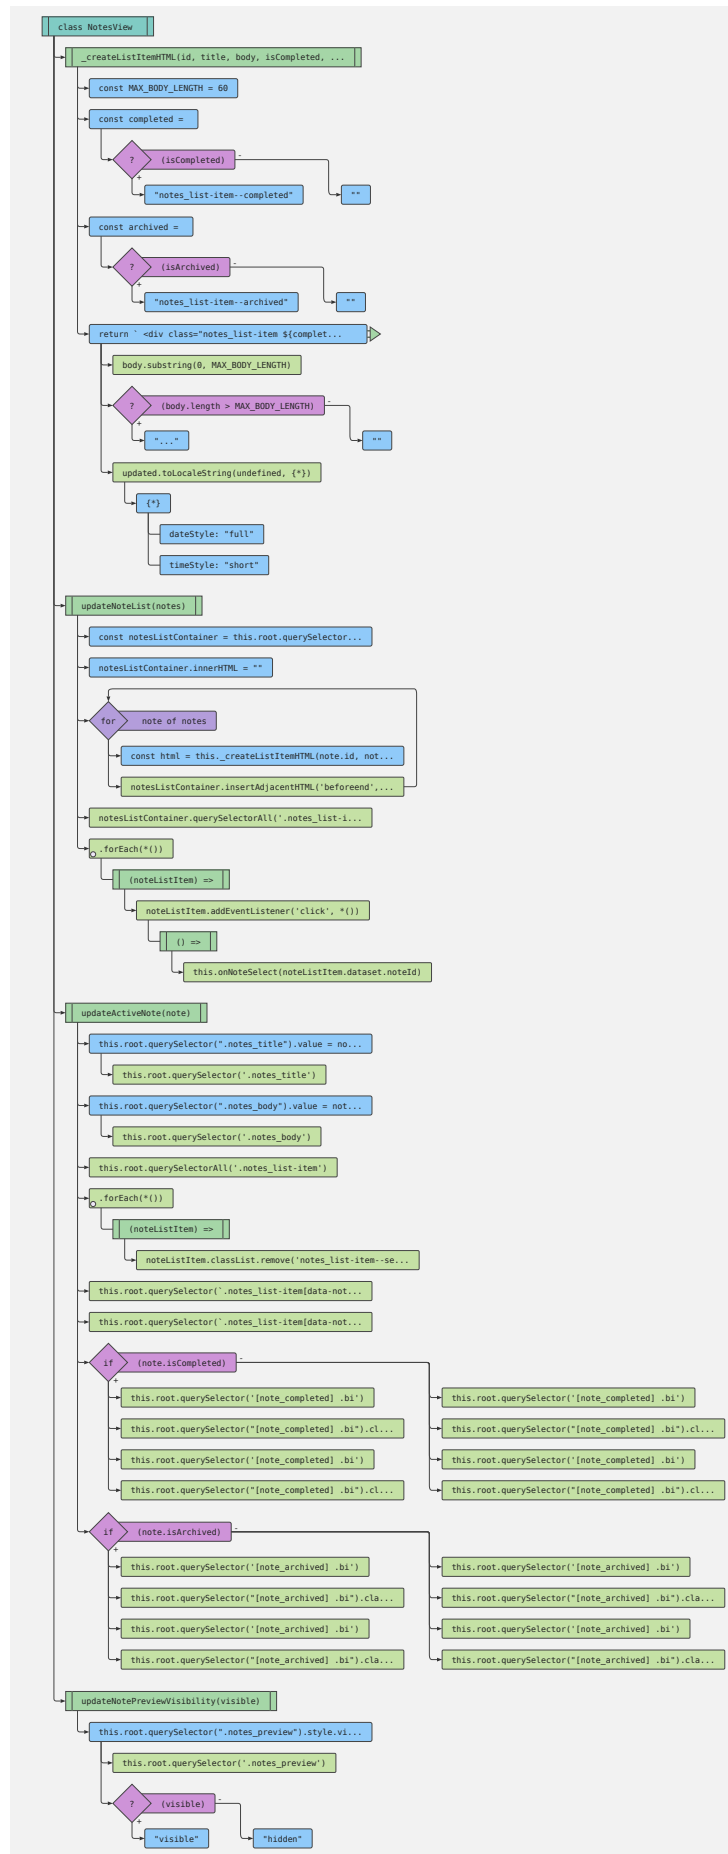 class NotesView
_createListItemHTML(id, title, body, isCompleted, ...
const MAX_BODY_LENGTH = 60
const completed =
? (isCompleted) -
+
"notes_list-item--completed" ""
const archived =
? (isArchived) -
+
"notes_list-item--archived" ""
return ` <div class="notes_list-item ${complet...
body.substring(0, MAX_BODY_LENGTH)
? (body.length > MAX_BODY_LENGTH) -
+
"..." ""
updated.toLocaleString(undefined, {*})
{*}
dateStyle: "full"
timeStyle: "short"
updateNoteList(notes)
const notesListContainer = this.root.querySelector...
notesListContainer.innerHTML = ""
for note of notes
const html = this._createListItemHTML(note.id, not...
notesListContainer.insertAdjacentHTML('beforeend',...
notesListContainer.querySelectorAll('.notes_list-i...
.forEach(*())
(noteListItem) =>
noteListItem.addEventListener('click', *())
() =>
this.onNoteSelect(noteListItem.dataset.noteId)
updateActiveNote(note)
this.root.querySelector(".notes_title").value = no...
this.root.querySelector('.notes_title')
this.root.querySelector(".notes_body").value = not...
this.root.querySelector('.notes_body')
this.root.querySelectorAll('.notes_list-item')
.forEach(*())
(noteListItem) =>
noteListItem.classList.remove('notes_list-item--se...
this.root.querySelector(`.notes_list-item[data-not...
this.root.querySelector(`.notes_list-item[data-not...
if (note.isCompleted) -
+
this.root.querySelector('[note_completed] .bi') this.root.querySelector('[note_completed] .bi')
this.root.querySelector("[note_completed] .bi").cl... this.root.querySelector("[note_completed] .bi").cl...
this.root.querySelector('[note_completed] .bi') this.root.querySelector('[note_completed] .bi')
this.root.querySelector("[note_completed] .bi").cl... this.root.querySelector("[note_completed] .bi").cl...
if (note.isArchived) -
+
this.root.querySelector('[note_archived] .bi') this.root.querySelector('[note_archived] .bi')
this.root.querySelector("[note_archived] .bi").cla... this.root.querySelector("[note_archived] .bi").cla...
this.root.querySelector('[note_archived] .bi') this.root.querySelector('[note_archived] .bi')
this.root.querySelector("[note_archived] .bi").cla... this.root.querySelector("[note_archived] .bi").cla...
updateNotePreviewVisibility(visible)
this.root.querySelector(".notes_preview").style.vi...
this.root.querySelector('.notes_preview')
? (visible) -
+
"visible" "hidden"